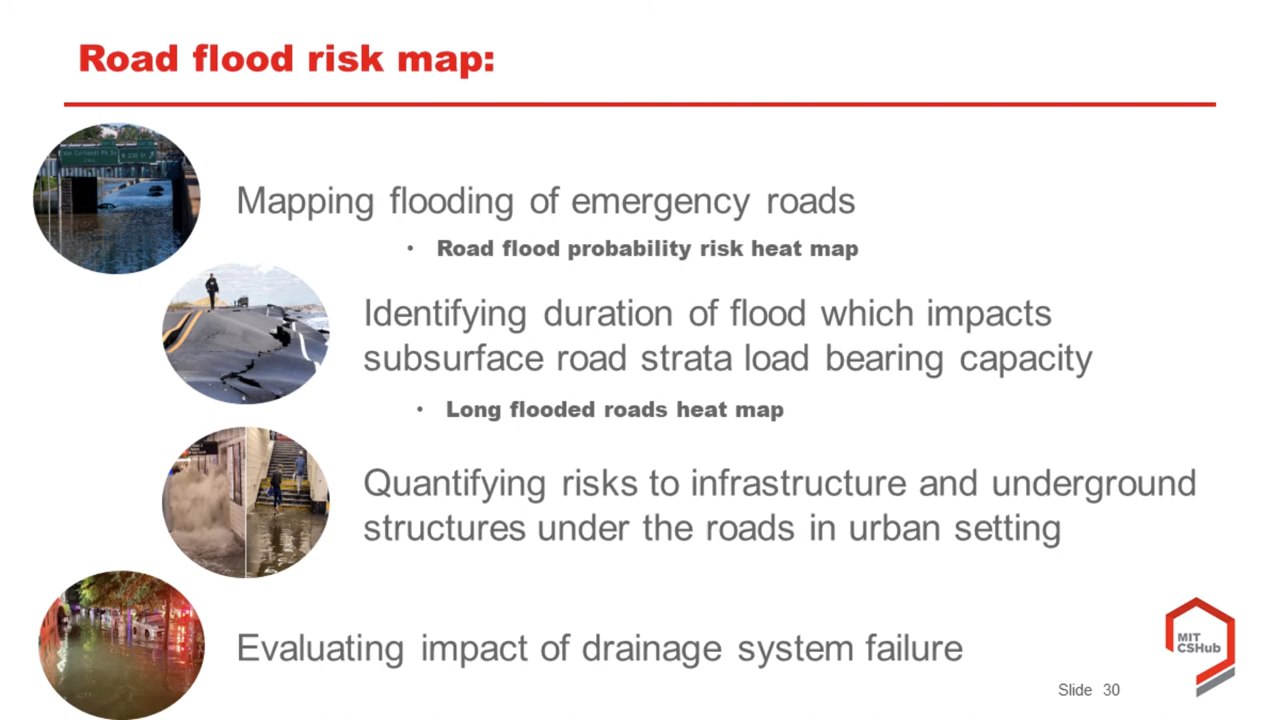 Road flood risk map:
Mapping flooding of emergency roads
• Road flood probability risk heat map
Identifying duration of flood which impacts
subsurface road strata load bearing capacity
• Long flooded roads heat map
Quantifying risks to infrastructure and underground
structures under the roads in urban setting
Evaluating impact of drainage system failure
MIT
CSHub
Slide 30